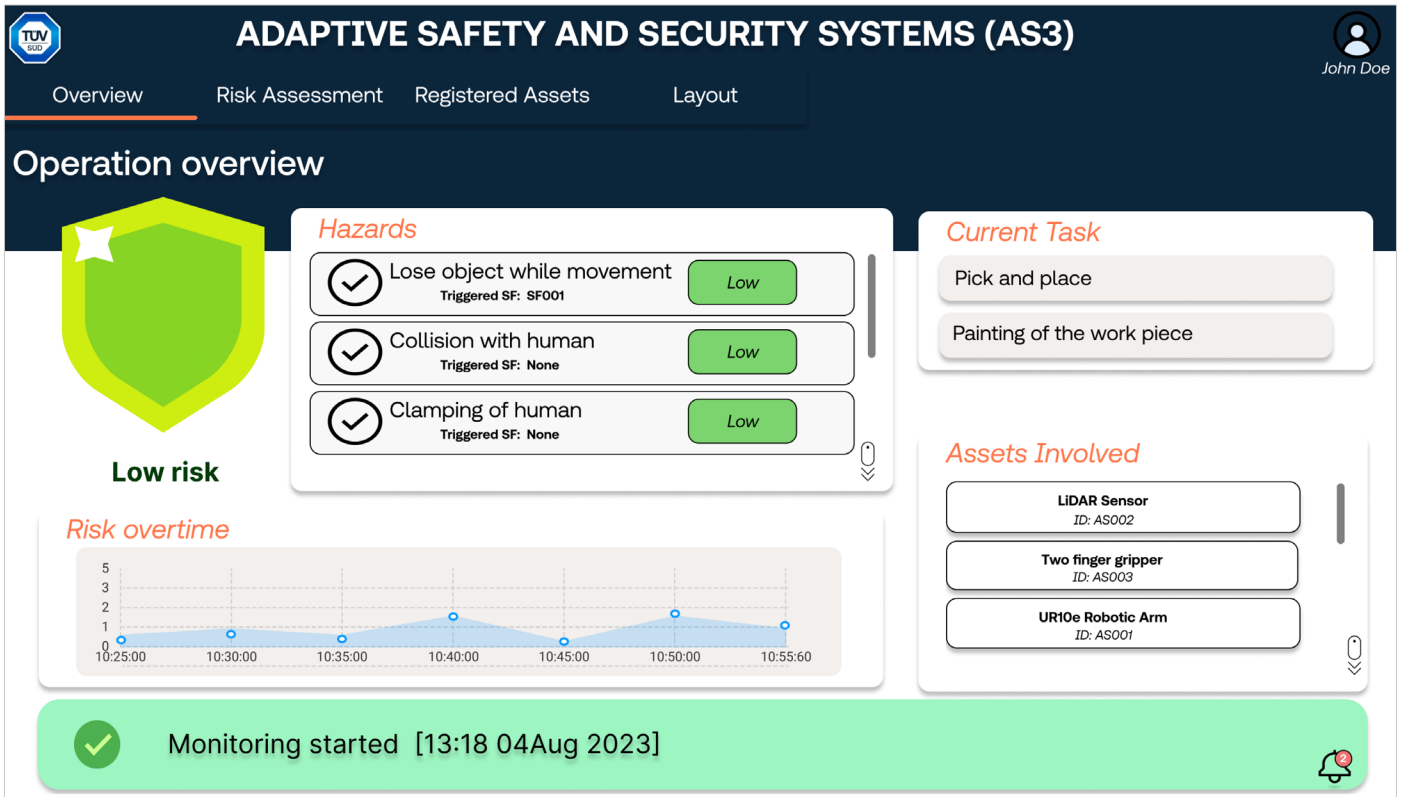 TÜV
SÜD
ADAPTIVE SAFETY AND SECURITY SYSTEMS (AS3)
John Doe
Overview
Risk Assessment
Registered Assets
Layout
Operation overview
Low risk
Hazards
Lose object while movement
Triggered SF: SF001
Low
Collision with human
Triggered SF: None
Low
Clamping of human
Triggered SF: None
Low
Current Task
Pick and place
Painting of the work piece
Risk overtime
5
3
2
1
0
10:25:00
10:30:00
10:35:00
10:40:00
10:45:00
10:50:00
10:55:60
Assets Involved
LiDAR Sensor
ID: AS002
Two finger gripper
ID: AS003
UR10e Robotic Arm
ID: AS001
Monitoring started [13:18 04Aug 2023]
2